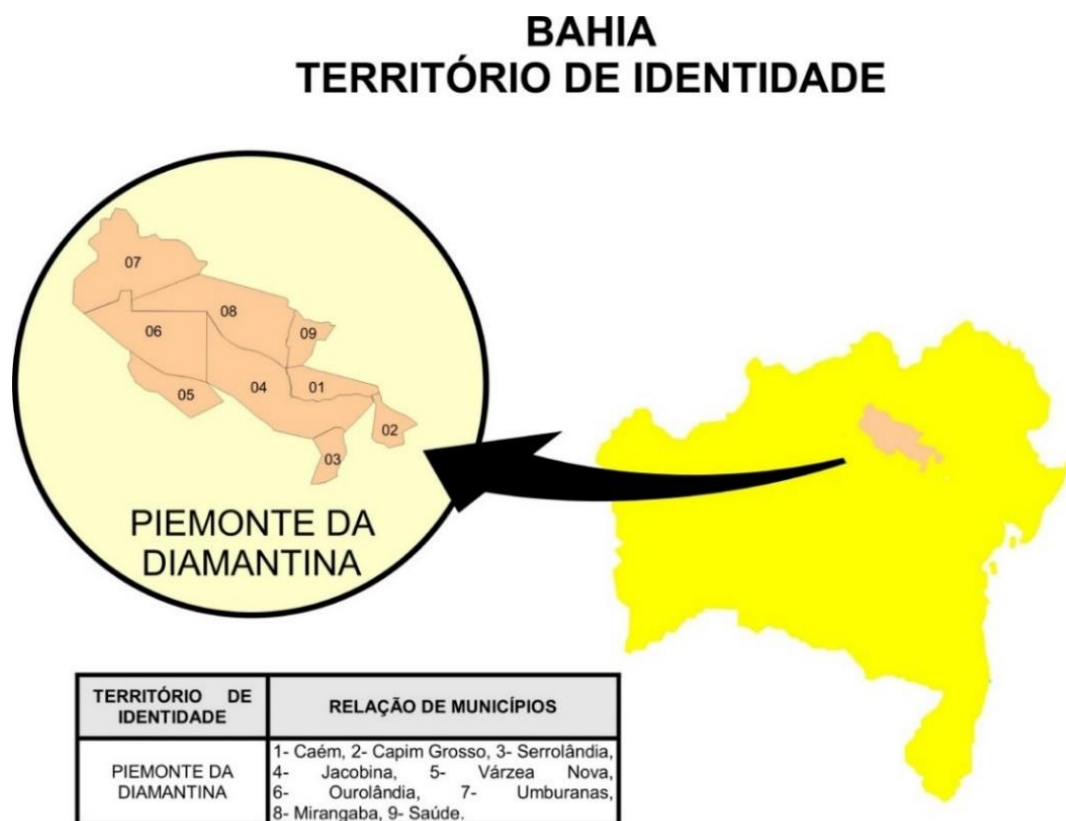 BAHIA
TERRITÓRIO DE IDENTIDADE
07
08
06
09
05
04
01
02
03
PIEMONTE DA
DIAMANTINA
TERRITÓRIO DE
IDENTIDADE
RELAÇÃO DE MUNICÍPIOS
PIEMONTE DA
DIAMANTINA
1- Caém, 2- Capim Grosso, 3- Serrolândia,
4- Jacobina, 5- Várzea Nova,
6- Ourolândia, 7- Umburanas,
8- Mirangaba, 9- Saúde.